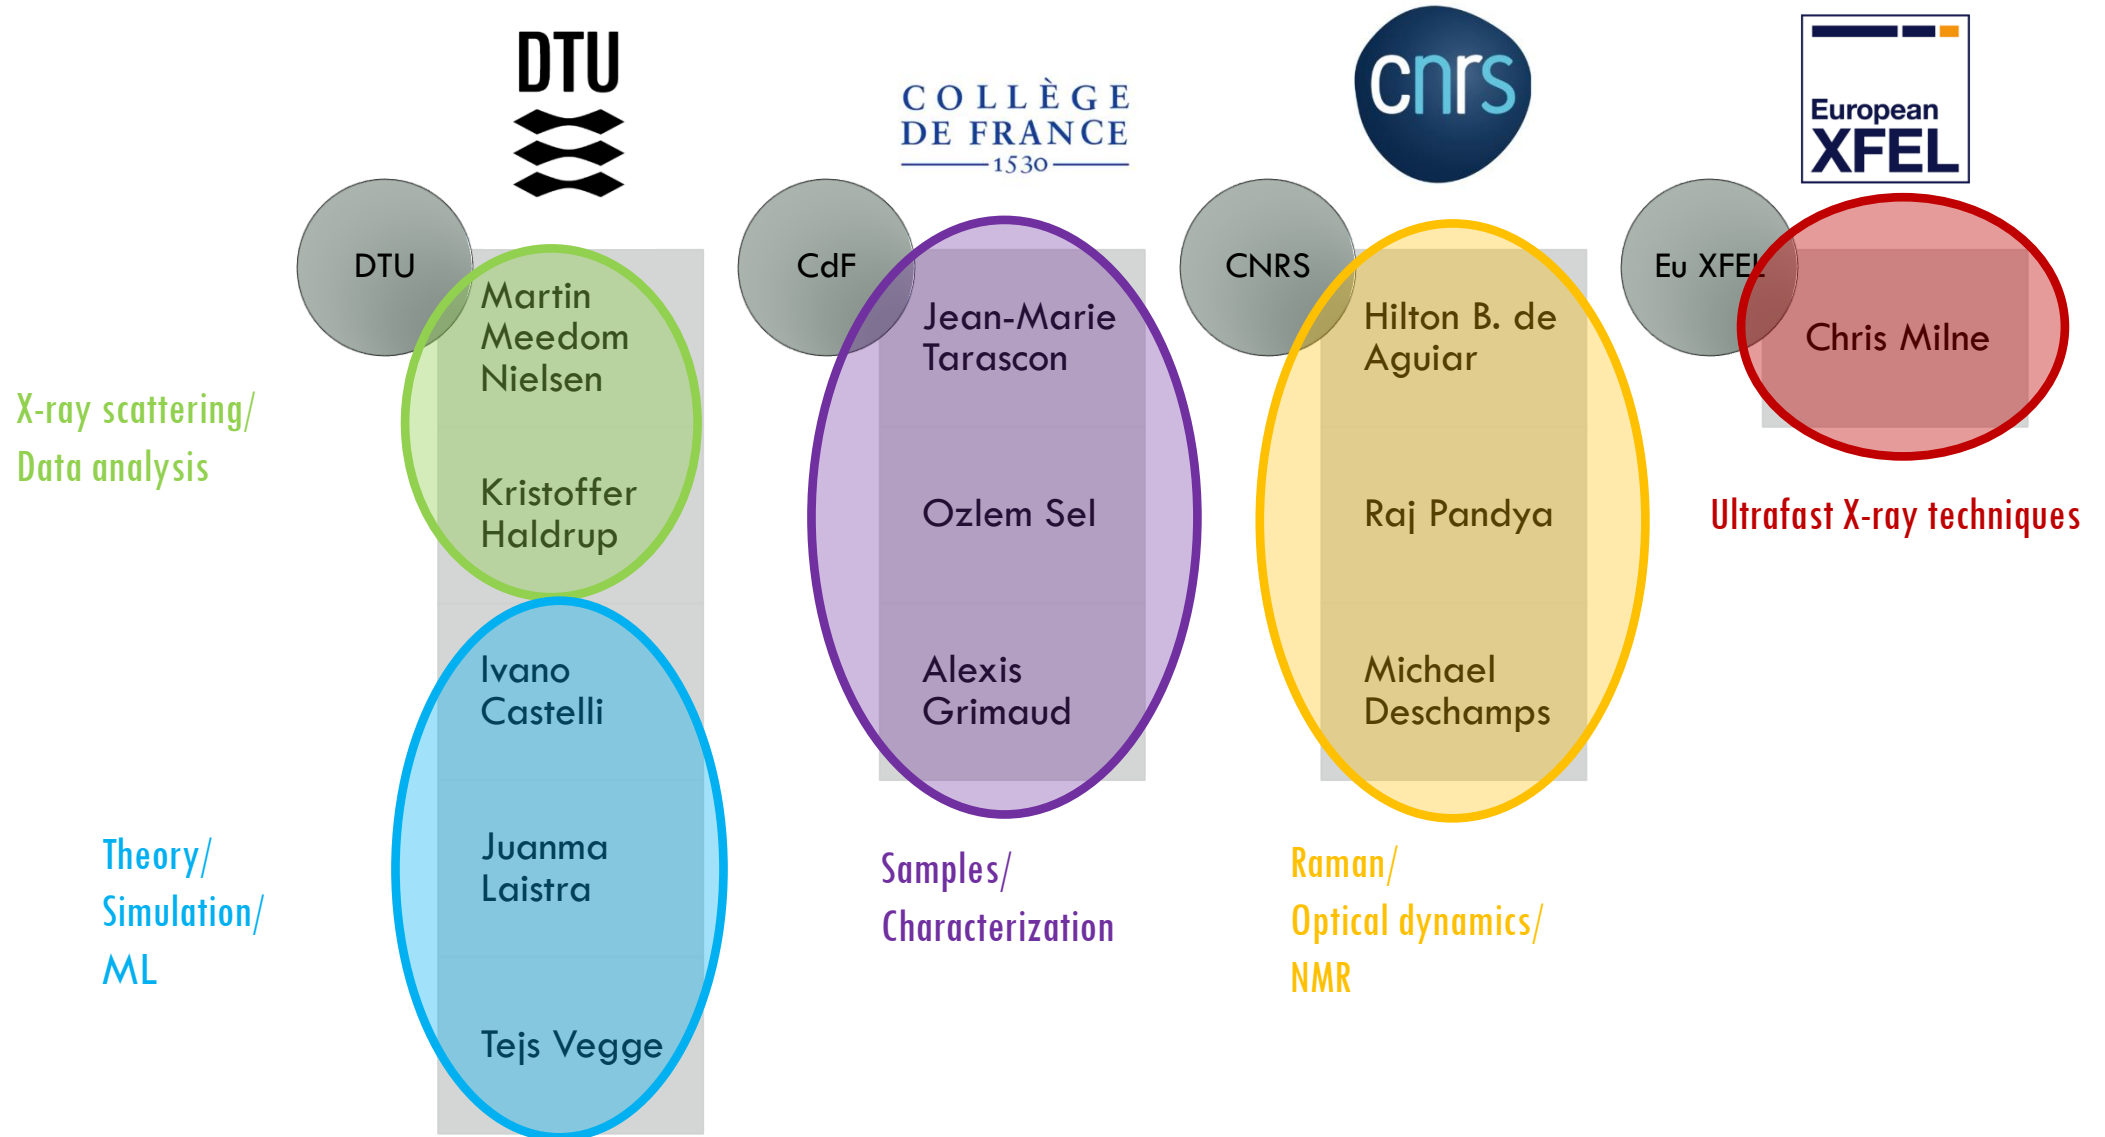 DTU
COLLÈGE
DE FRANCE
1530
cnrs
European
XFEL
DTU
Martin
Meedom
Nielsen
Kristoffer
Haldrup
Ivano
Castelli
Juanma
Laistra
Tejs Vegge
X-ray scattering/
Data analysis
Theory/
Simulation/
ML
CdF
Jean-Marie
Tarascon
Ozlem Sel
Alexis
Grimaud
Samples/
Characterization
CNRS
Hilton B. de
Aguiar
Raj Pandya
Michael
Deschamps
Raman/
Optical dynamics/
NMR
Eu XFEL
Chris Milne
Ultrafast X-ray techniques